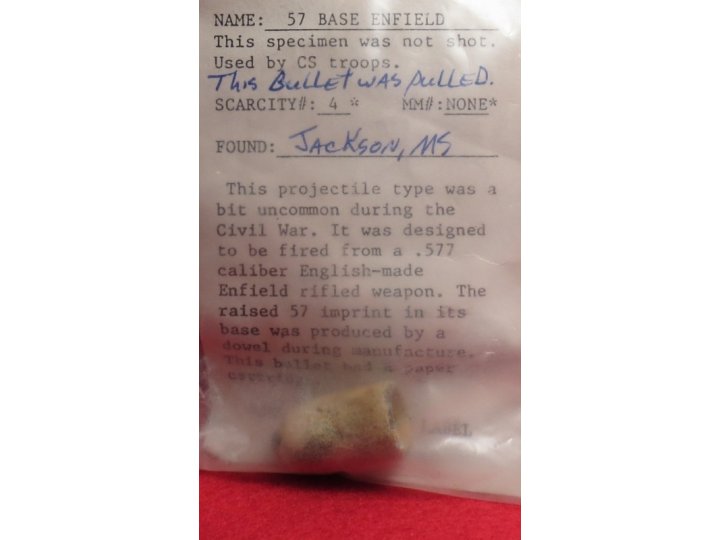 NAME: 57 BASE ENFIELD
This specimen was not shot.
Used by CS troops.
THIS BULLET WAS PULLED.
SCARCITY#: 4 * MM#:NONE*
FOUND: JACKSON, MS
This projectile type was a
bit uncommon during the
Civil War. It was designed
to be fired from a .577
caliber English-made
Enfield rifled weapon. The
raised 57 imprint in its
base was produced by a
dowel during manufacture.
This bullet had a paper
LABEL